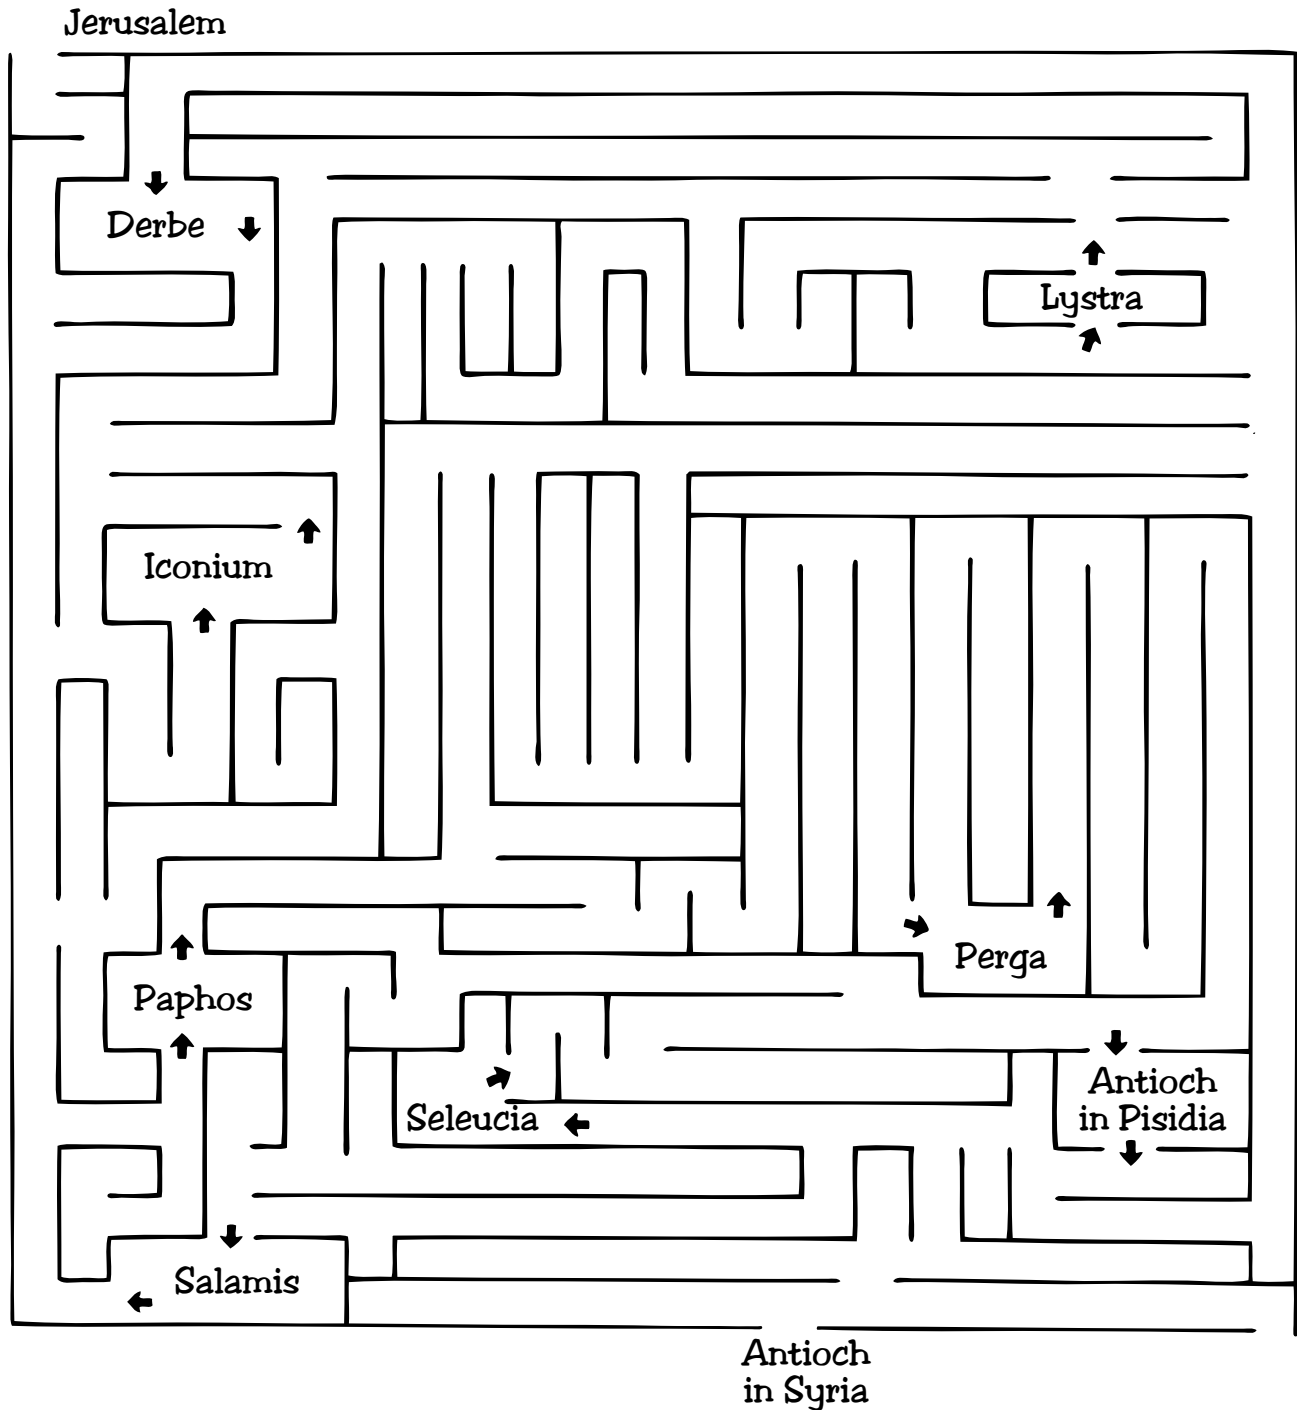 Jerusalem
Derbe
Lystra
Iconium
Perga
Paphos
Antioch
in Pisidia
Seleucia
Salamis
Antioch
in Syria